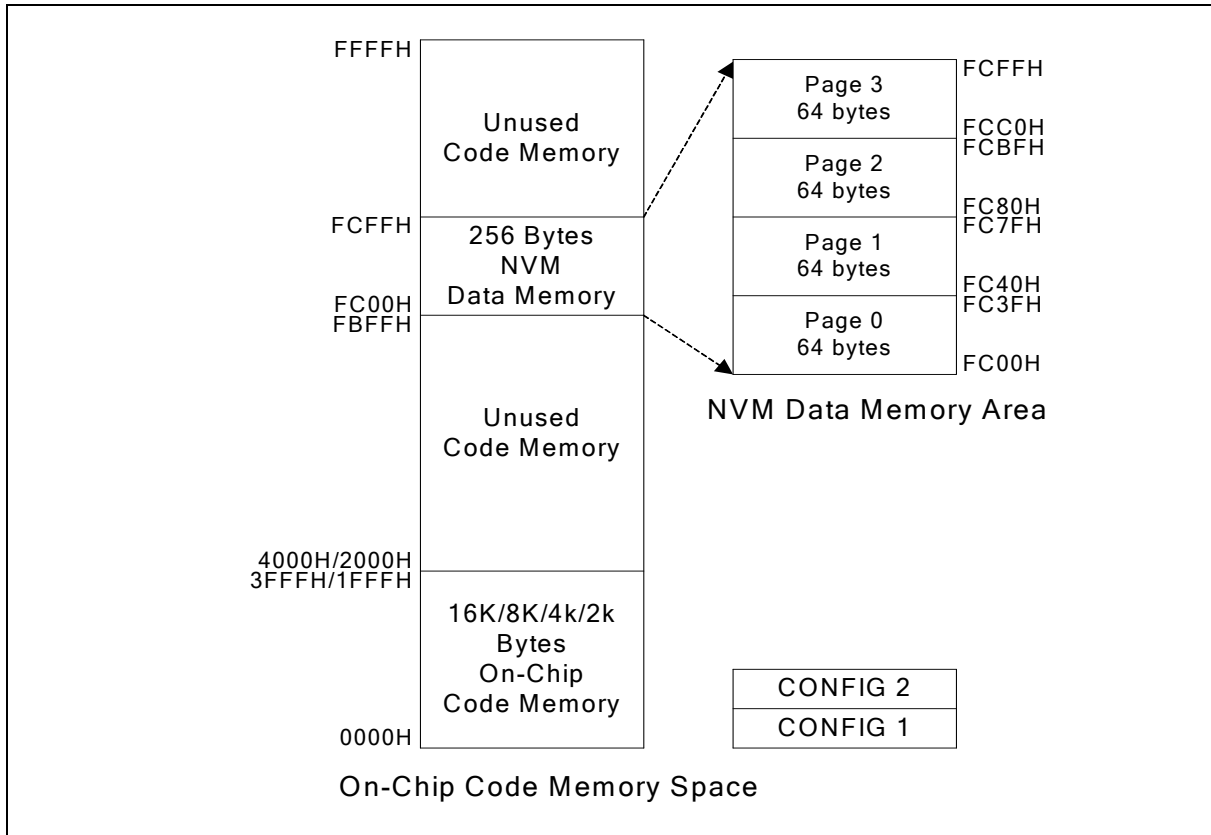 FFFFH
Unused
Code Memory
FCFFH
256 Bytes
NVM
Data Memory
FC00H
FBFFH
Unused
Code Memory
4000H/2000H
3FFFH/1FFFH
16K/8K/4k/2k
Bytes
On-Chip
Code Memory
0000H
On-Chip Code Memory Space
FCFFH
Page 3
64 bytes
FCC0H
FCBFH
Page 2
64 bytes
FC80H
FC7FH
Page 1
64 bytes
FC40H
FC3FH
Page 0
64 bytes
FC00H
NVM Data Memory Area
CONFIG 2
CONFIG 1